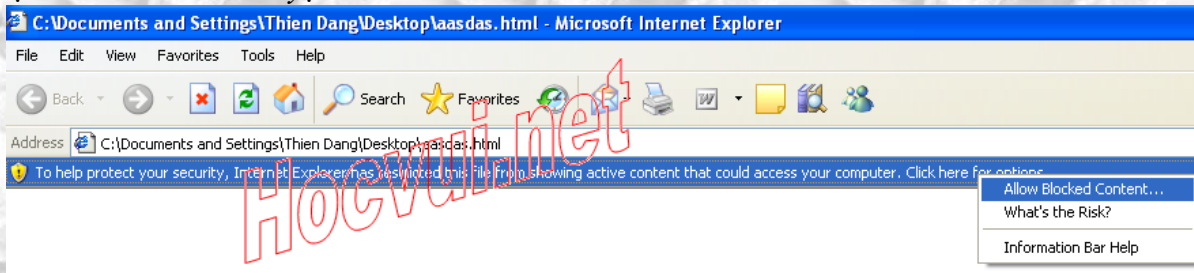 C:\Documents and Settings\Thien Dang\Desktop\aasdas.html - Microsoft Internet Explorer
File Edit View Favorites Tools Help
Back Search Favorites
Address C:\Documents and Settings\Thien Dang\Desktop\aasdas.html
To help protect your security, Internet Explorer has restricted this file from showing active content that could access your computer. Click here for options...
Allow Blocked Content...
What's the Risk?
Information Bar Help
Hocvui.net